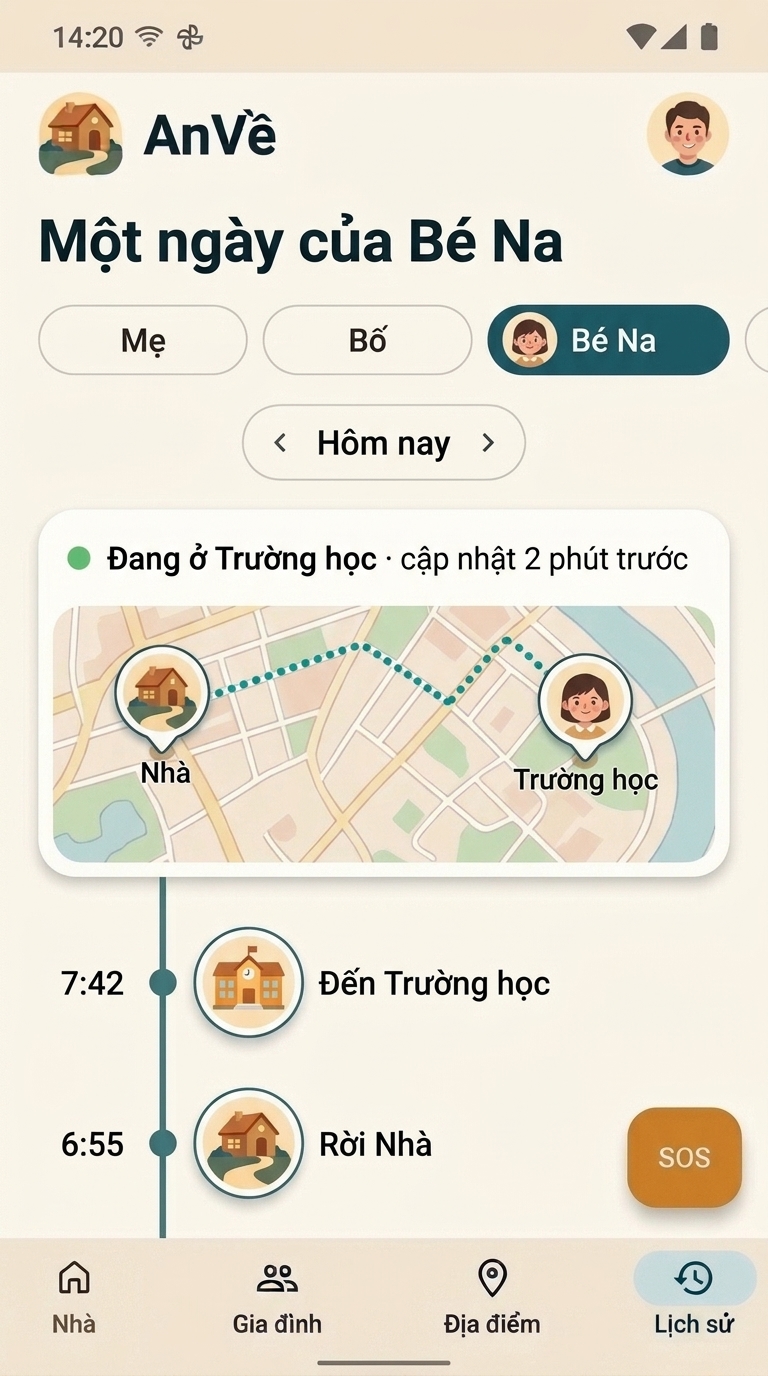 14:20
AnVề
Một ngày của Bé Na
Mẹ
Bố
Bé Na
Hôm nay
Đang ở Trường học · cập nhật 2 phút trước
Nhà
Trường học
7:42 Đến Trường học
6:55 Rời Nhà
SOS
Nhà
Gia đình
Địa điểm
Lịch sử